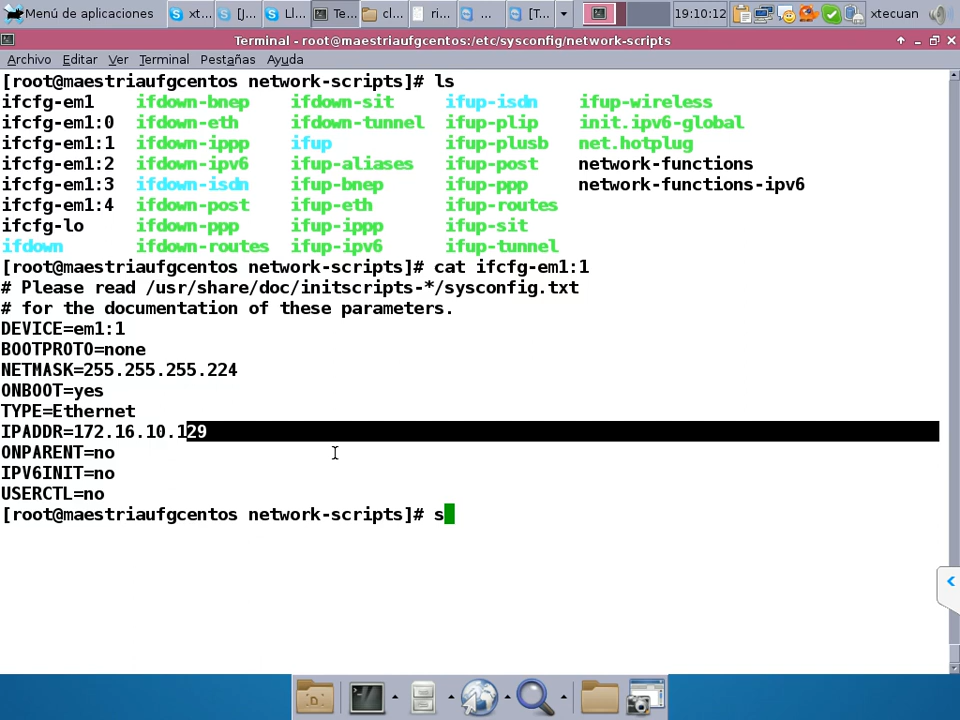 Menú de aplicaciones xt... [J... Ll... Te... cl... ri... ... [T... 19:10:12 xtecuan
Terminal - root@maestriaufgcentos:/etc/sysconfig/network-scripts
Archivo Editar Ver Terminal Pestañas Ayuda
[root@maestriaufgcentos network-scripts]# ls
ifcfg-em1 ifdown-bnep ifdown-sit ifup-isdn ifup-wireless
ifcfg-em1:0 ifdown-eth ifdown-tunnel ifup-plip init.ipv6-global
ifcfg-em1:1 ifdown-ippp ifup ifup-plusb net.hotplug
ifcfg-em1:2 ifdown-ipv6 ifup-aliases ifup-post network-functions
ifcfg-em1:3 ifdown-isdn ifup-bnep ifup-ppp network-functions-ipv6
ifcfg-em1:4 ifdown-post ifup-eth ifup-routes
ifcfg-lo ifdown-ppp ifup-ippp ifup-sit
ifdown ifdown-routes ifup-ipv6 ifup-tunnel
[root@maestriaufgcentos network-scripts]# cat ifcfg-em1:1
# Please read /usr/share/doc/initscripts-*/sysconfig.txt
# for the documentation of these parameters.
DEVICE=em1:1
BOOTPROTO=none
NETMASK=255.255.255.224
ONBOOT=yes
TYPE=Ethernet
IPADDR=172.16.10.129
ONPARENT=no
IPV6INIT=no
USERCTL=no
[root@maestriaufgcentos network-scripts]# s